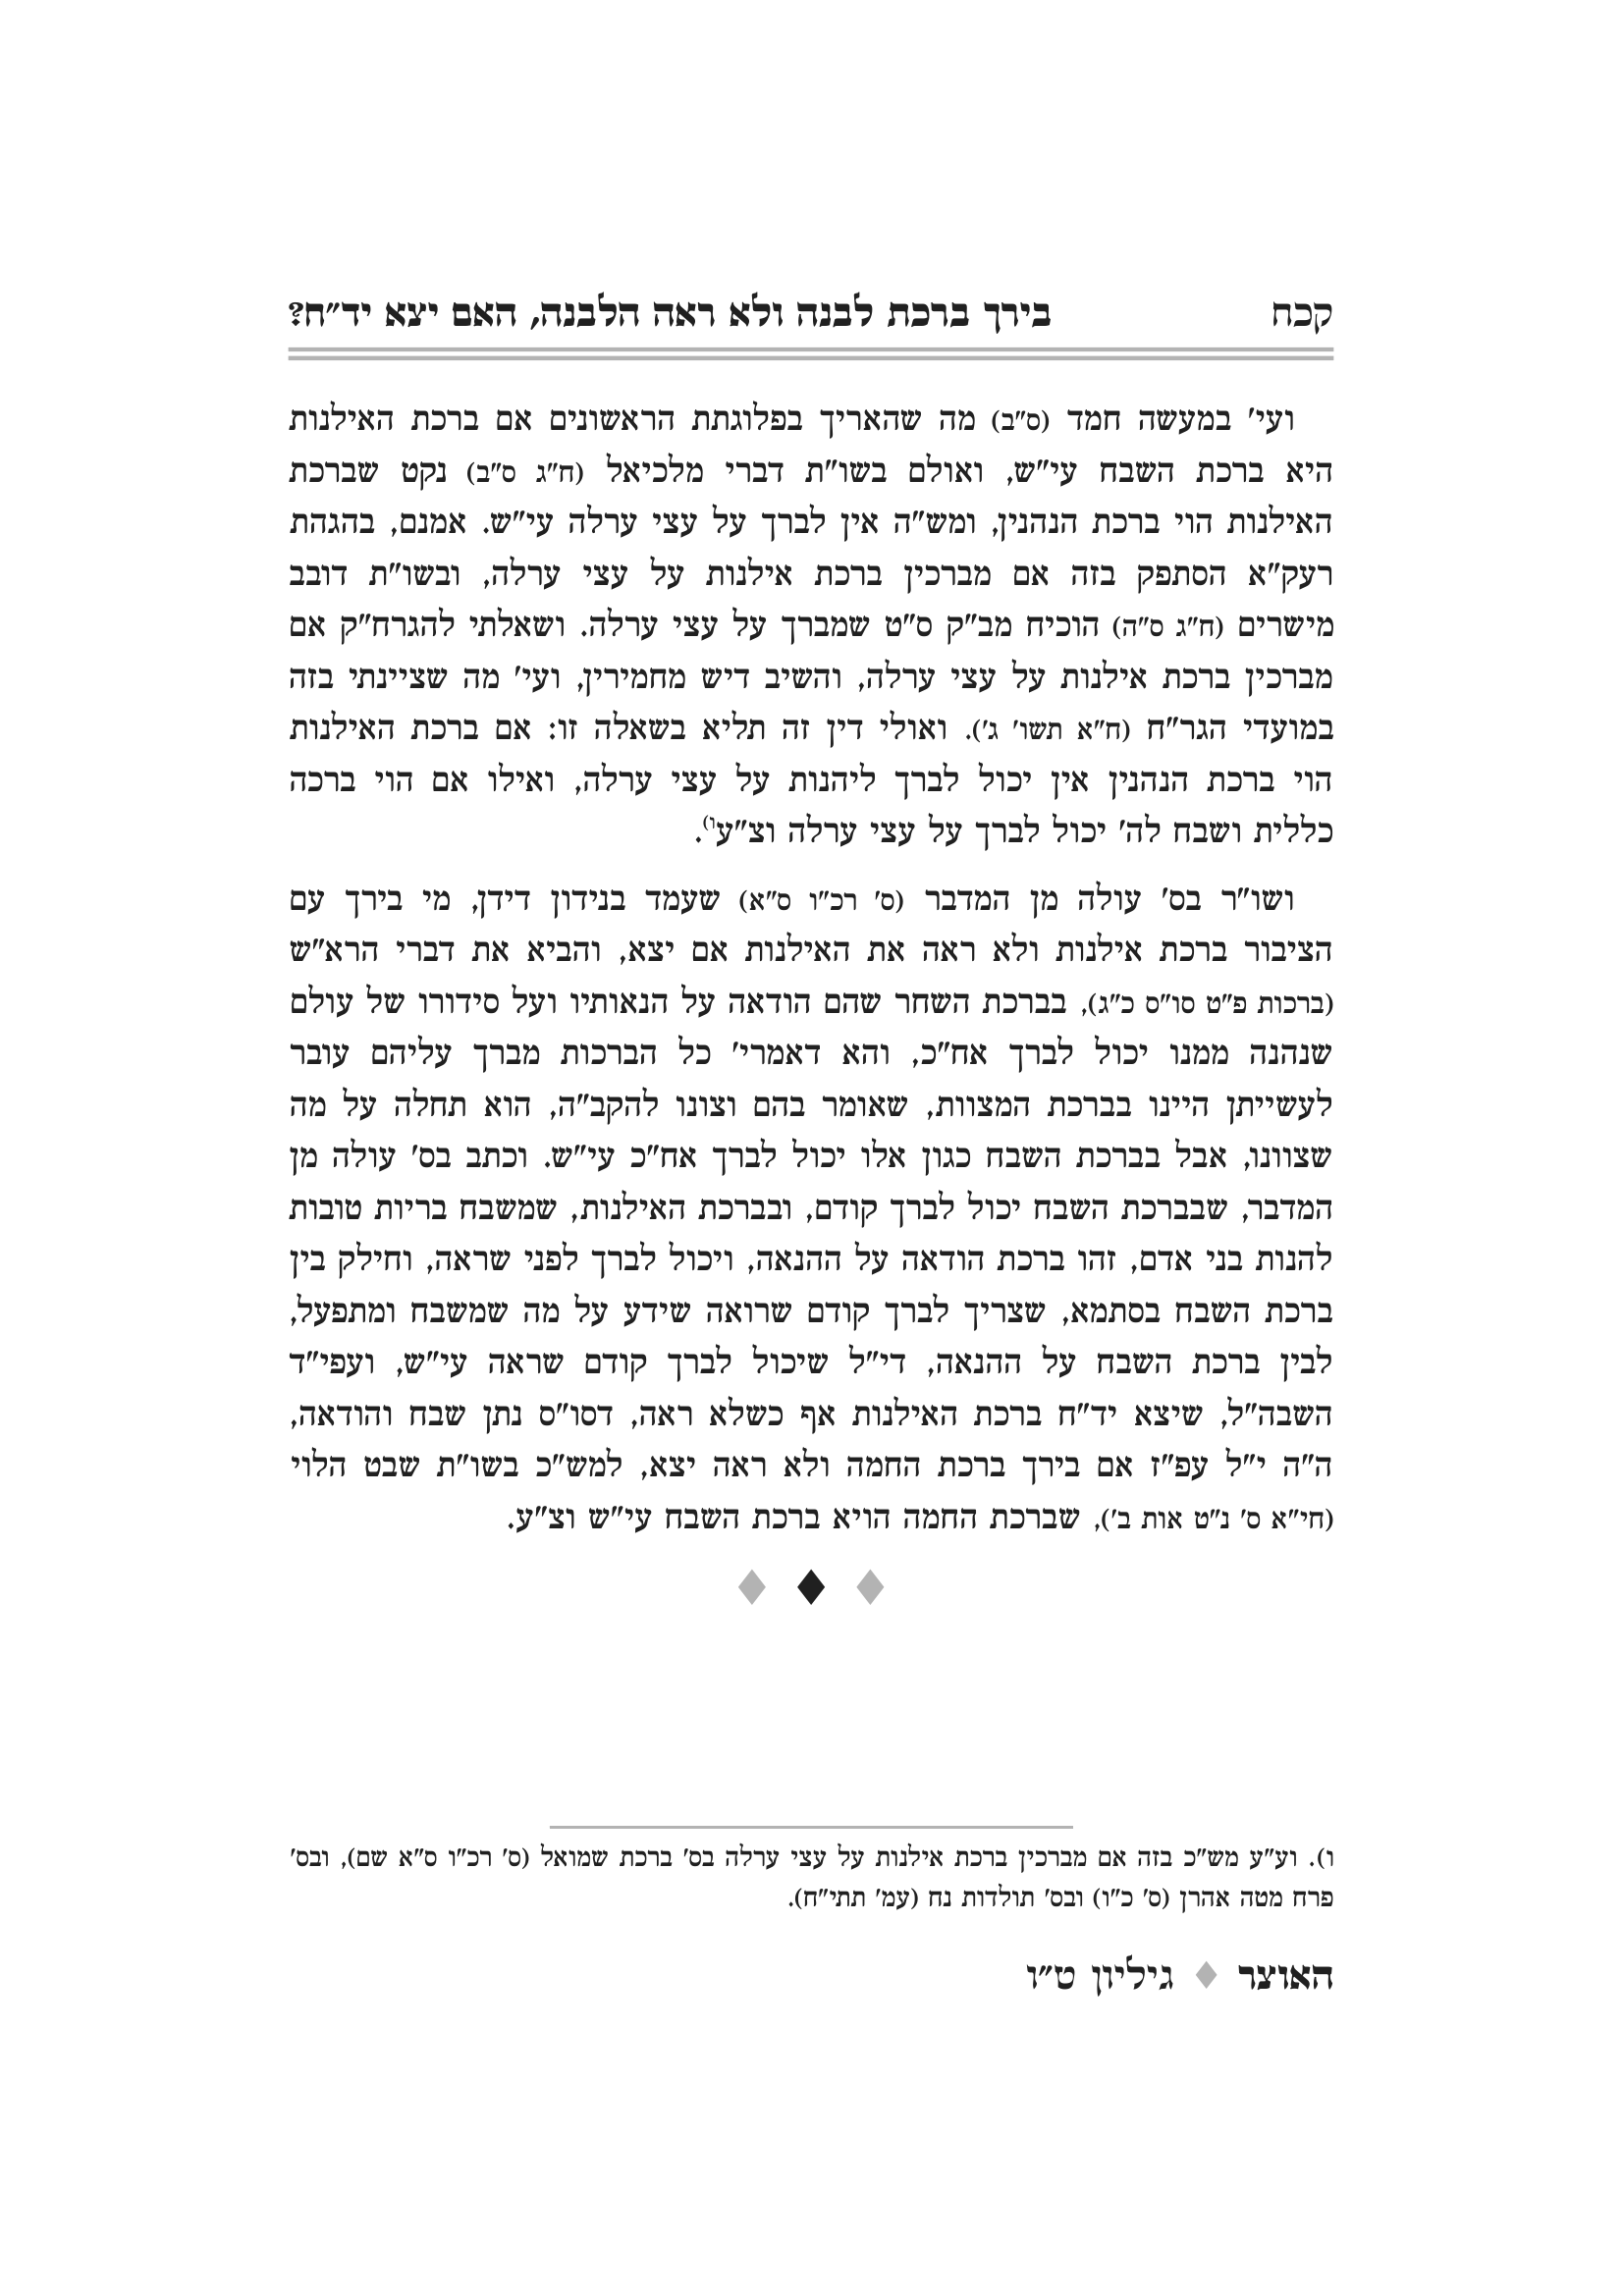 קכח בירך ברכת לבנה ולא ראה הלבנה, האם יצא יד״ח?
ועי׳ במעשה חמד (ס״ב) מה שהאריך בפלוגתת הראשונים אם ברכת האילנות
היא ברכת השבח עי״ש, ואולם בשו״ת דברי מלכיאל (ח״ג ס״ב) נקט שברכת
האילנות הוי ברכת הנהנין, ומש״ה אין לברך על עצי ערלה עי״ש. אמנם, בהגהת
רעק״א הסתפק בזה אם מברכין ברכת אילנות על עצי ערלה, ובשו״ת דובב
מישרים (ח״ג ס״ה) הוכיח מב״ק ס״ט שמברך על עצי ערלה. ושאלתי להגרח״ק אם
מברכין ברכת אילנות על עצי ערלה, והשיב דיש מחמירין, ועי׳ מה שציינתי בזה
במועדי הגר״ח (ח״א תשו׳ ג׳). ואולי דין זה תליא בשאלה זו: אם ברכת האילנות
הוי ברכת הנהנין אין יכול לברך ליהנות על עצי ערלה, ואילו אם הוי ברכה
כללית ושבח לה׳ יכול לברך על עצי ערלה וצ״עו).
ושו״ר בס׳ עולה מן המדבר (ס׳ רכ״ו ס״א) שעמד בנידון דידן, מי בירך עם
הציבור ברכת אילנות ולא ראה את האילנות אם יצא, והביא את דברי הרא״ש
(ברכות פ״ט סו״ס כ״ג), בברכת השחר שהם הודאה על הנאותיו ועל סידורו של עולם
שנהנה ממנו יכול לברך אח״כ, והא דאמרי׳ כל הברכות מברך עליהם עובר
לעשייתן היינו בברכת המצוות, שאומר בהם וצונו להקב״ה, הוא תחלה על מה
שצוונו, אבל בברכת השבח כגון אלו יכול לברך אח״כ עי״ש. וכתב בס׳ עולה מן
המדבר, שבברכת השבח יכול לברך קודם, ובברכת האילנות, שמשבח בריות טובות
להנות בני אדם, זהו ברכת הודאה על ההנאה, ויכול לברך לפני שראה, וחילק בין
ברכת השבח בסתמא, שצריך לברך קודם שרואה שידע על מה שמשבח ומתפעל,
לבין ברכת השבח על ההנאה, די״ל שיכול לברך קודם שראה עי״ש, ועפי״ד
השבה״ל, שיצא יד״ח ברכת האילנות אף כשלא ראה, דסו״ס נתן שבח והודאה,
ה״ה י״ל עפ״ז אם בירך ברכת החמה ולא ראה יצא, למש״כ בשו״ת שבט הלוי
(חי״א ס׳ נ״ט אות ב׳), שברכת החמה הויא ברכת השבח עי״ש וצ״ע.
ו). וע״ע מש״כ בזה אם מברכין ברכת אילנות על עצי ערלה בס׳ ברכת שמואל (ס׳ רכ״ו ס״א שם), ובס׳
פרח מטה אהרן (ס׳ כ״ו) ובס׳ תולדות נח (עמ׳ תתי״ח).
האוצר ♦ גיליון ט״ו